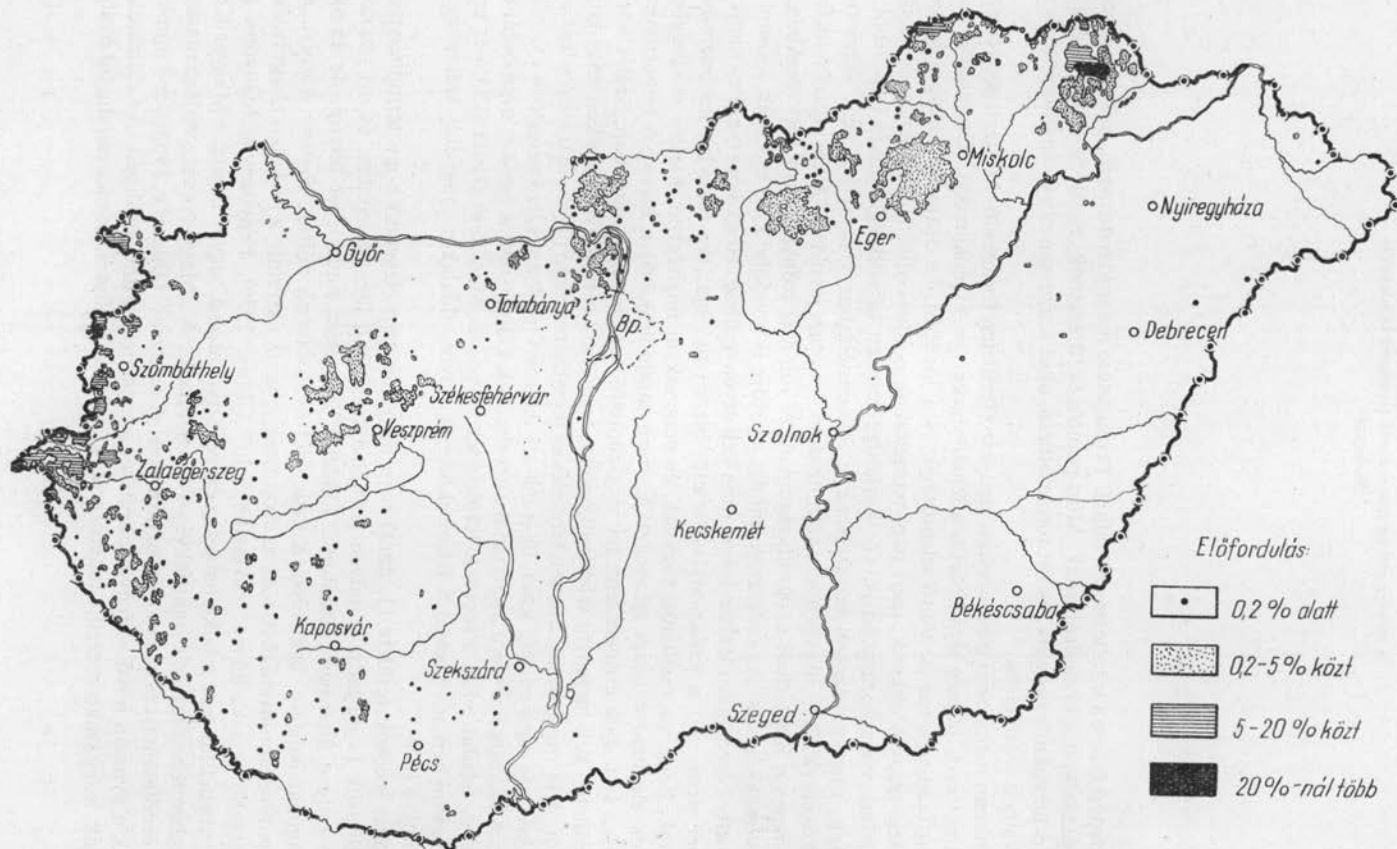 Miskolc
Nyiregyháza
Eger
Győr
Tatabánya
Bp.
Debrecen
Szombathely
Székesfehérvár
Veszprém
Szolnok
Zalaegerszeg
Kecskemét
Előfordulás:
0,2 % alatt
Békéscsaba
Kaposvár
0,2-5% közt
Szekszárd
Szeged
5-20 % közt
Pécs
20%-nál több